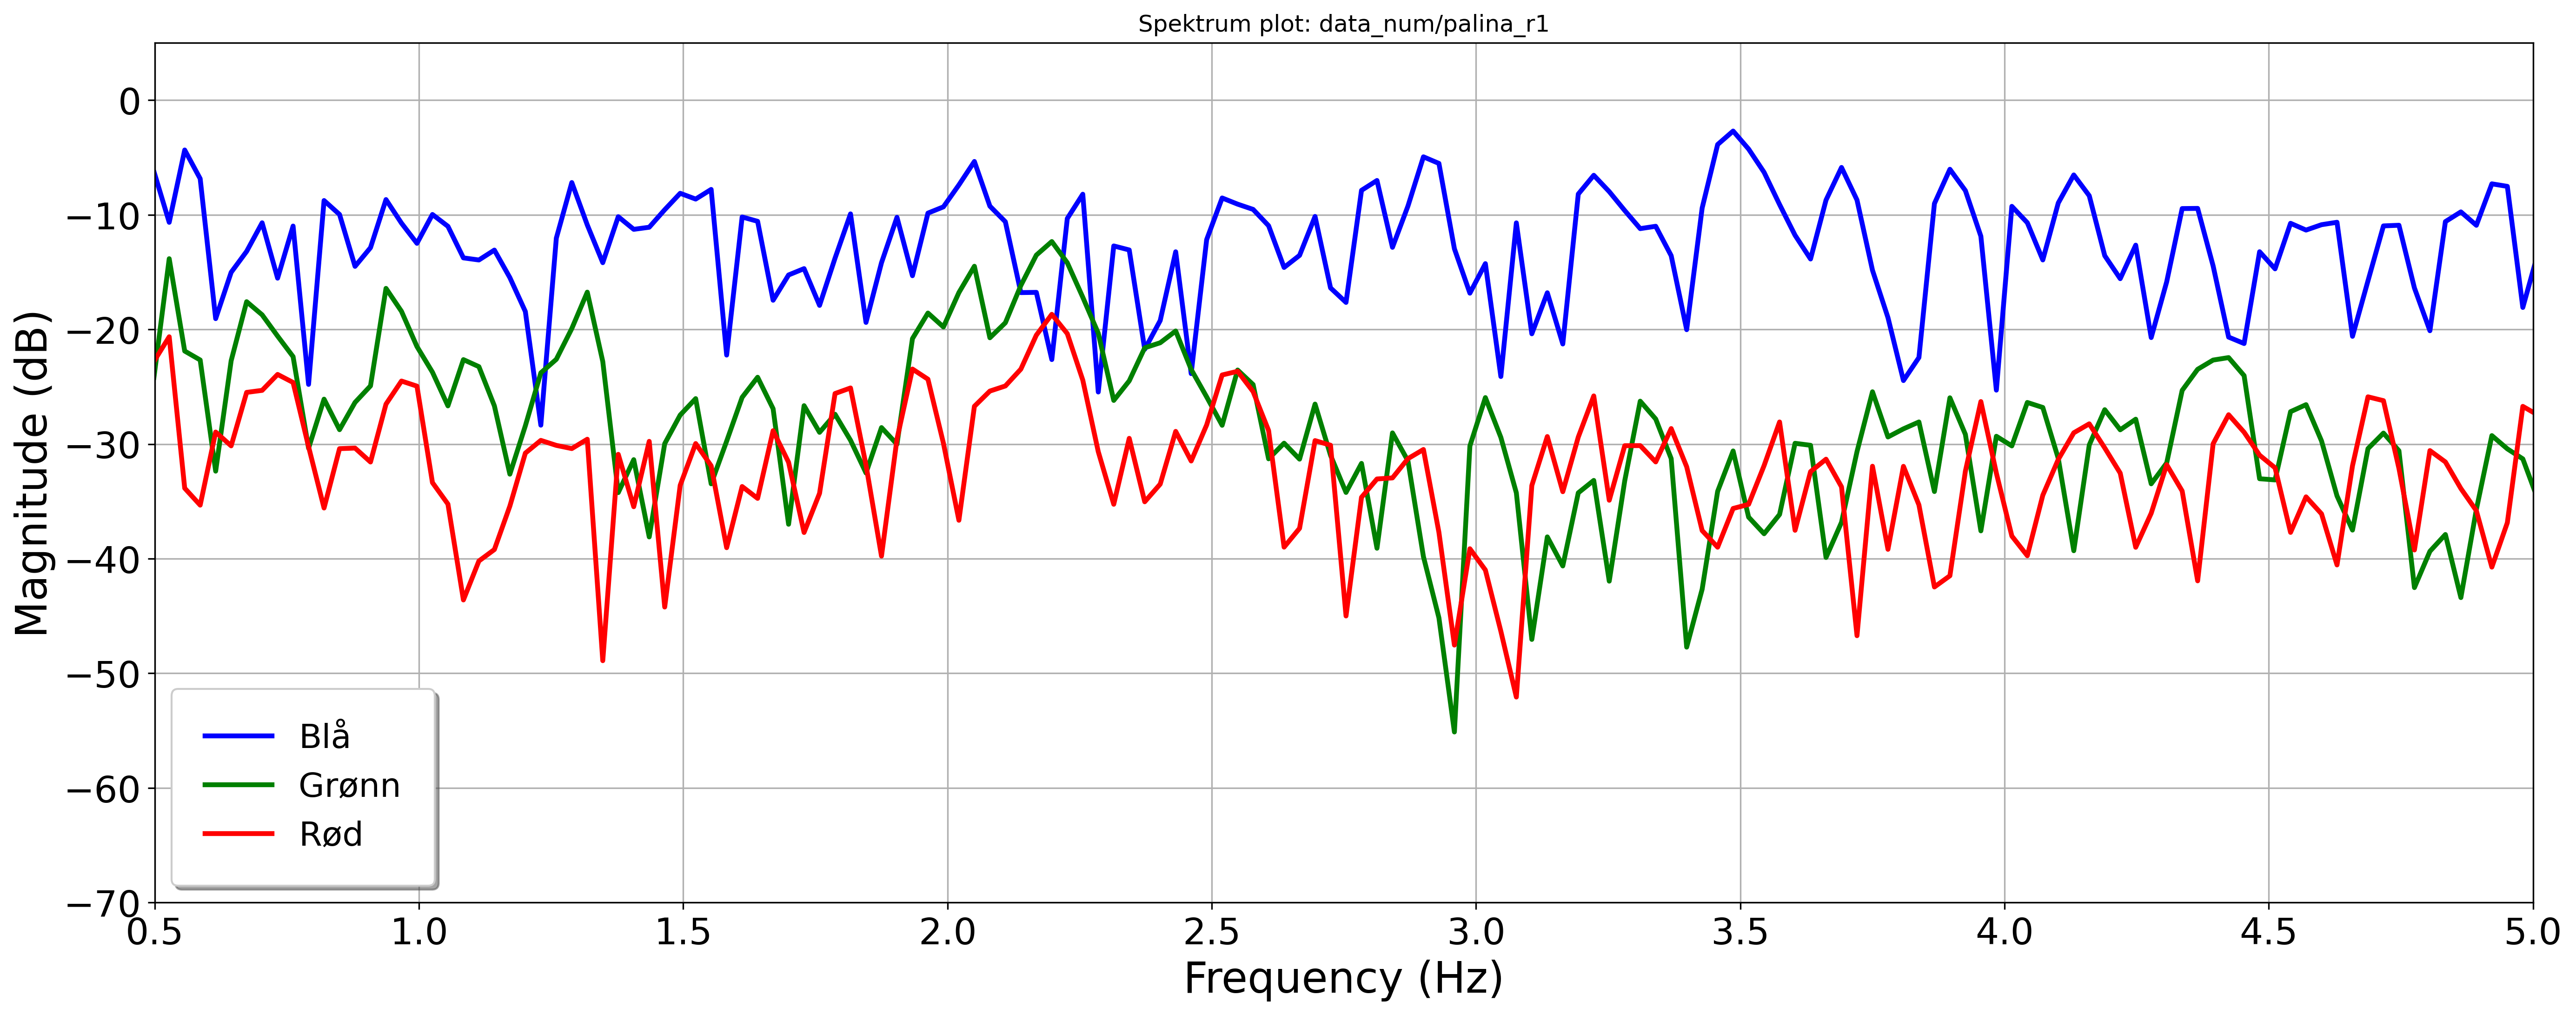 Spektrum plot: data_num/palina_r1
Magnitude (dB)
0
−10
−20
−30
−40
−50
−60
−70
Blå
Grønn
Rød
0.5 1.0 1.5 2.0 2.5 3.0 3.5 4.0 4.5 5.0
Frequency (Hz)